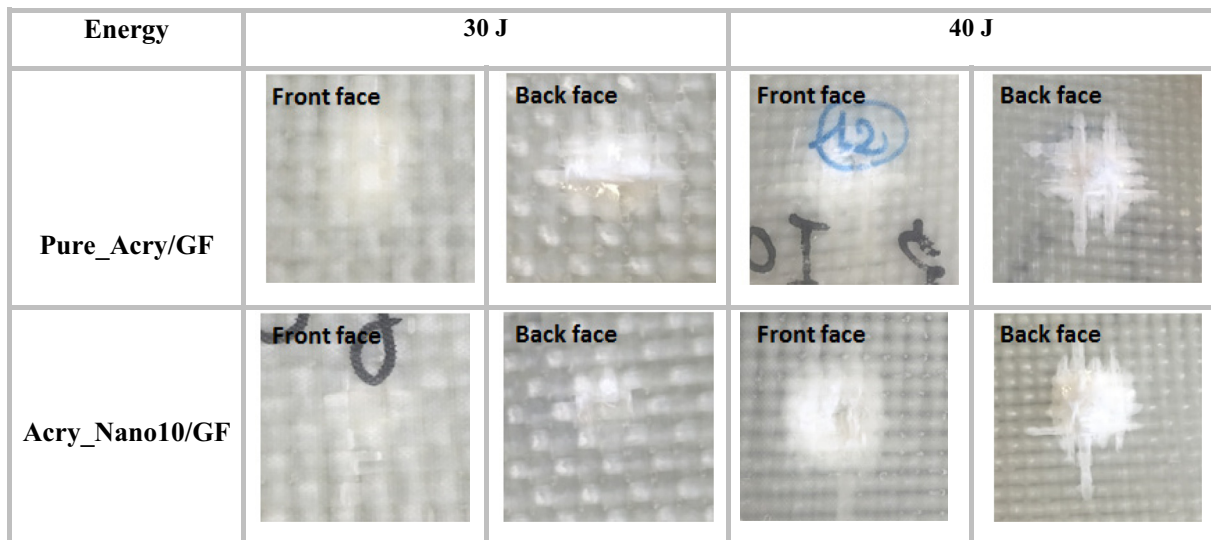 Energy 30 J 40 J
Front face Back face Front face Back face
12
Pure_Acry/GF
Front face Back face Front face Back face
Acry_Nano10/GF